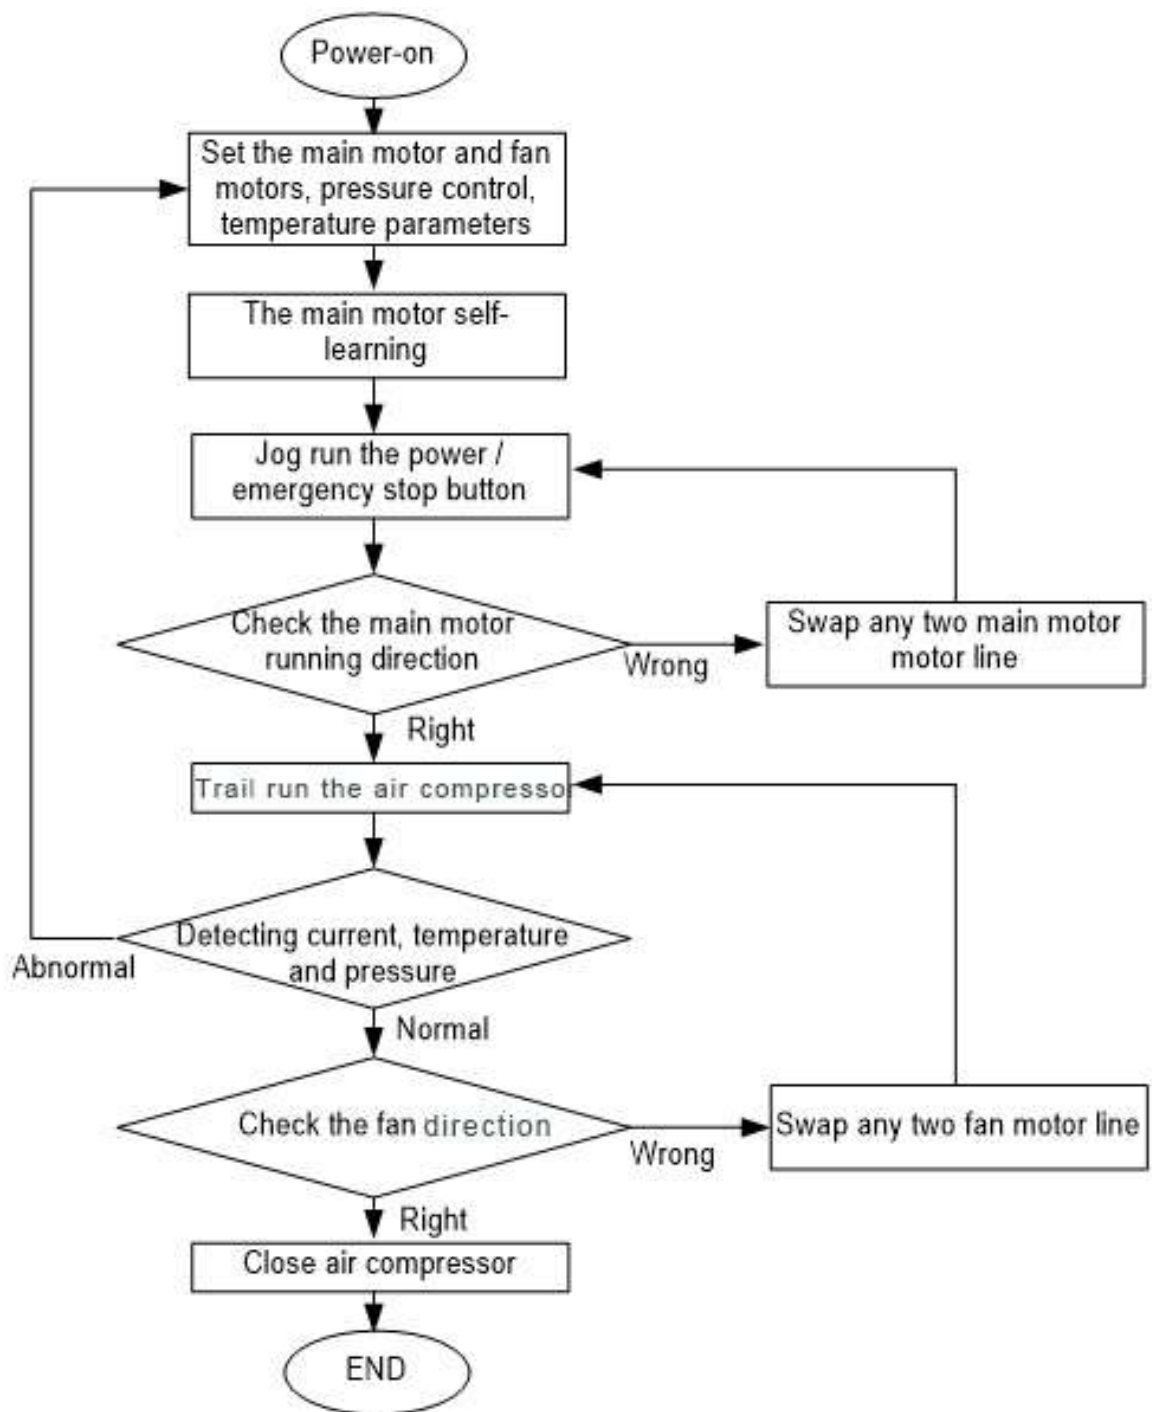 Power-on
Set the main motor and fan
motors, pressure control,
temperature parameters
The main motor self-
learning
Jog run the power /
emergency stop button
Check the main motor
running direction
Wrong
Swap any two main motor
motor line
Right
Trail run the air compresso
Detecting current, temperature
and pressure
Abnormal
Normal
Check the fan direction
Wrong
Swap any two fan motor line
Right
Close air compressor
END